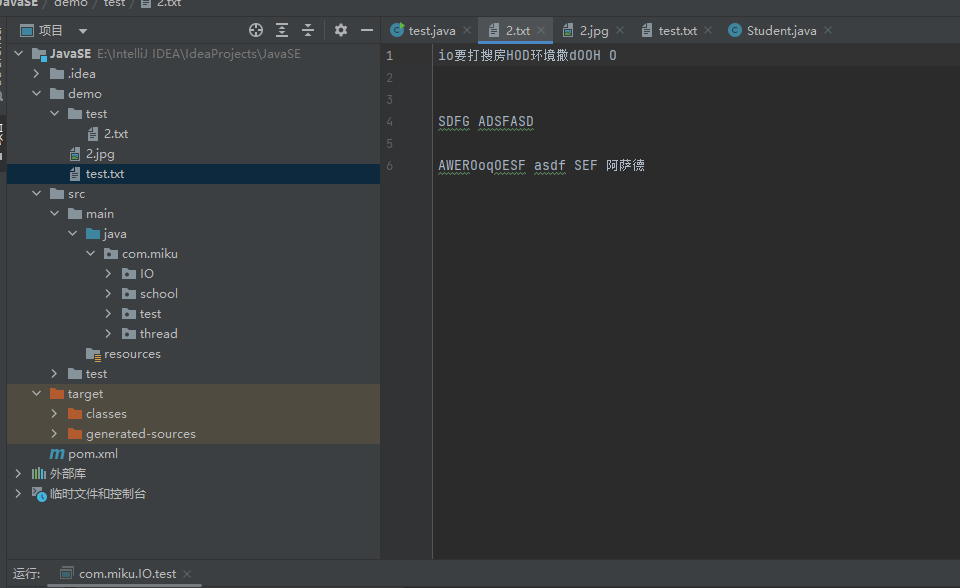 JavaSE demo test 2.txt
项目
test.java 2.txt 2.jpg test.txt Student.java
JavaSE E:\IntelliJ IDEA\IdeaProjects\JavaSE
.idea
demo
test
2.txt
2.jpg
test.txt
src
main
java
com.miku
IO
school
test
thread
resources
test
target
classes
generated-sources
pom.xml
外部库
临时文件和控制台
1 io要打搜房HOD环境撒dOOH O
2
3
4 SDFG ADSFASD
5
6 AWEROoqOESF asdf SEF 阿萨德
运行: com.miku.IO.test